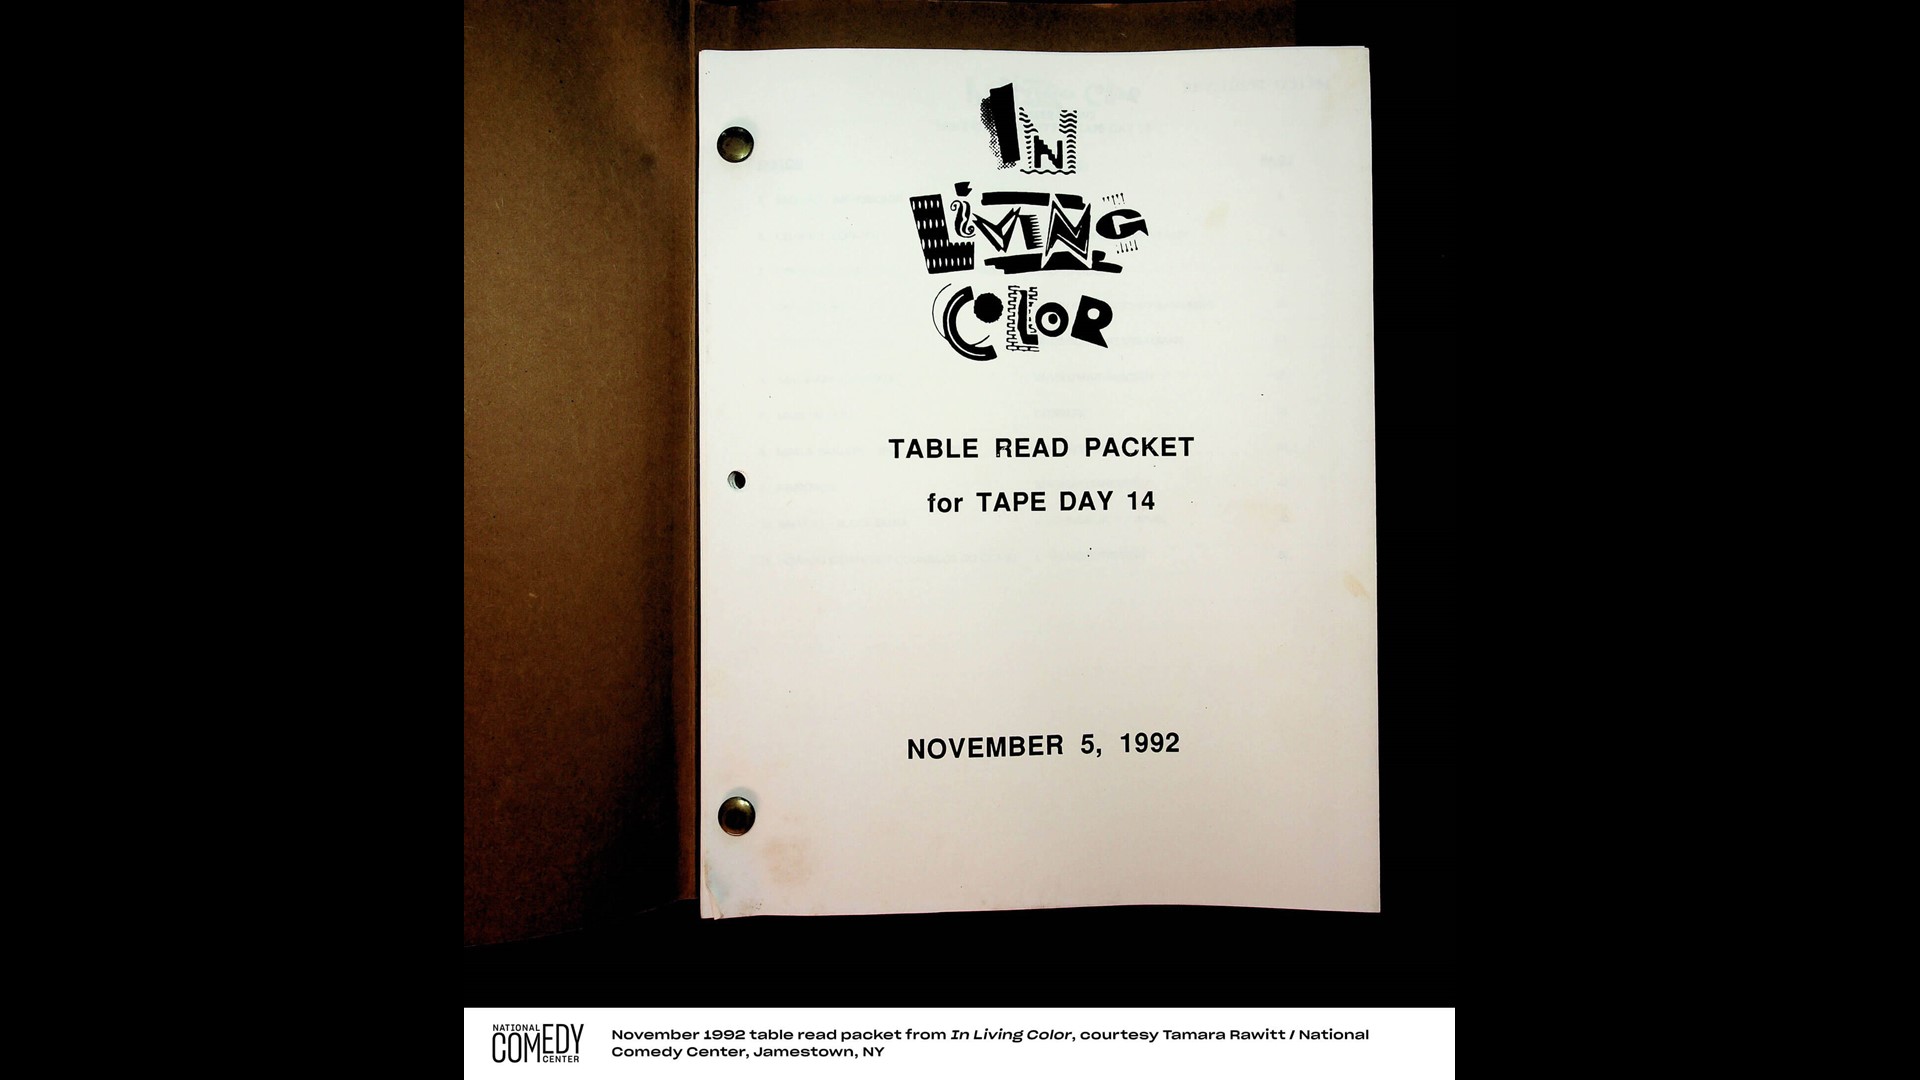 IN
LiViNG
COLOR
TABLE READ PACKET
for TAPE DAY 14
NOVEMBER 5, 1992
NATIONAL
COMEDY
CENTER
November 1992 table read packet from In Living Color, courtesy Tamara Rawitt / National
Comedy Center, Jamestown, NY